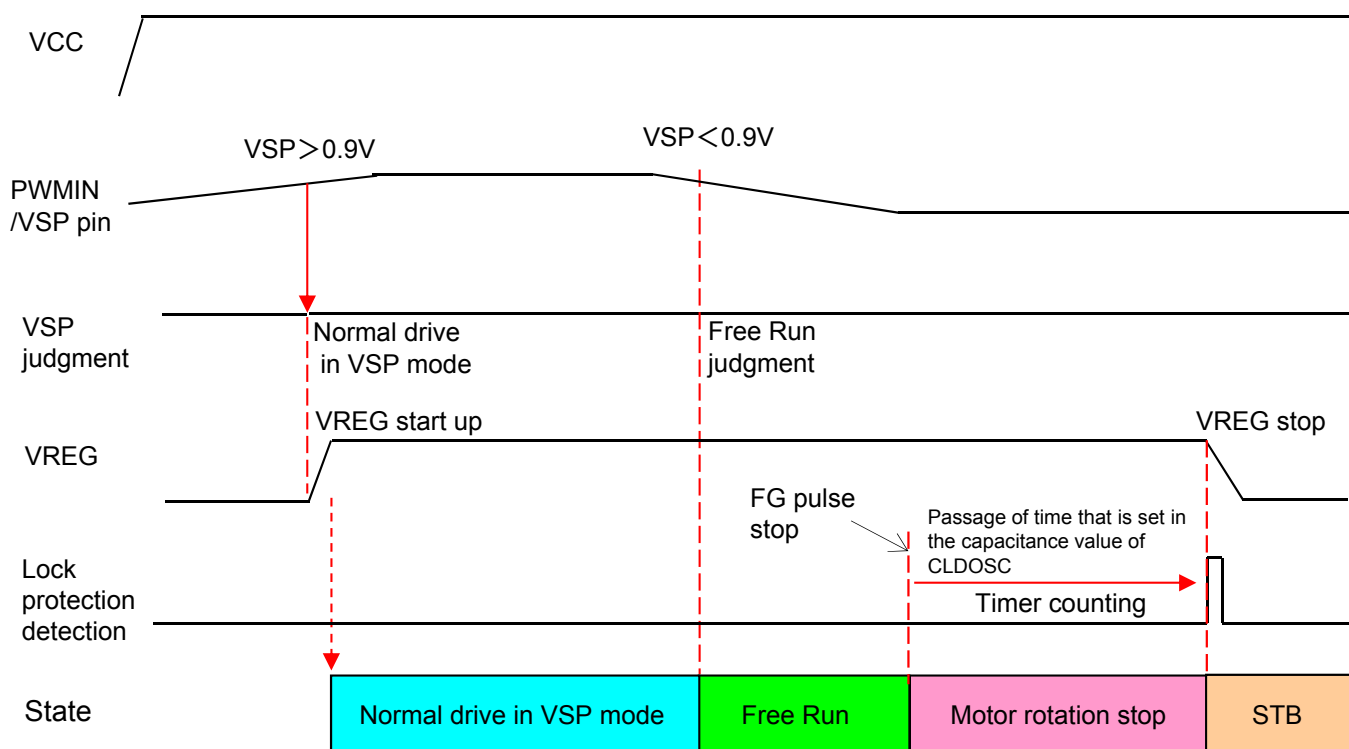 VCC
VSP＞0.9V
VSP＜0.9V
PWMIN
/VSP pin
VSP
judgment
Normal drive
in VSP mode
Free Run
judgment
VREG start up
VREG stop
VREG
FG pulse
stop
Passage of time that is set in
the capacitance value of
CLDOSC
Timer counting
Lock
protection
detection
State
Normal drive in VSP mode
Free Run
Motor rotation stop
STB